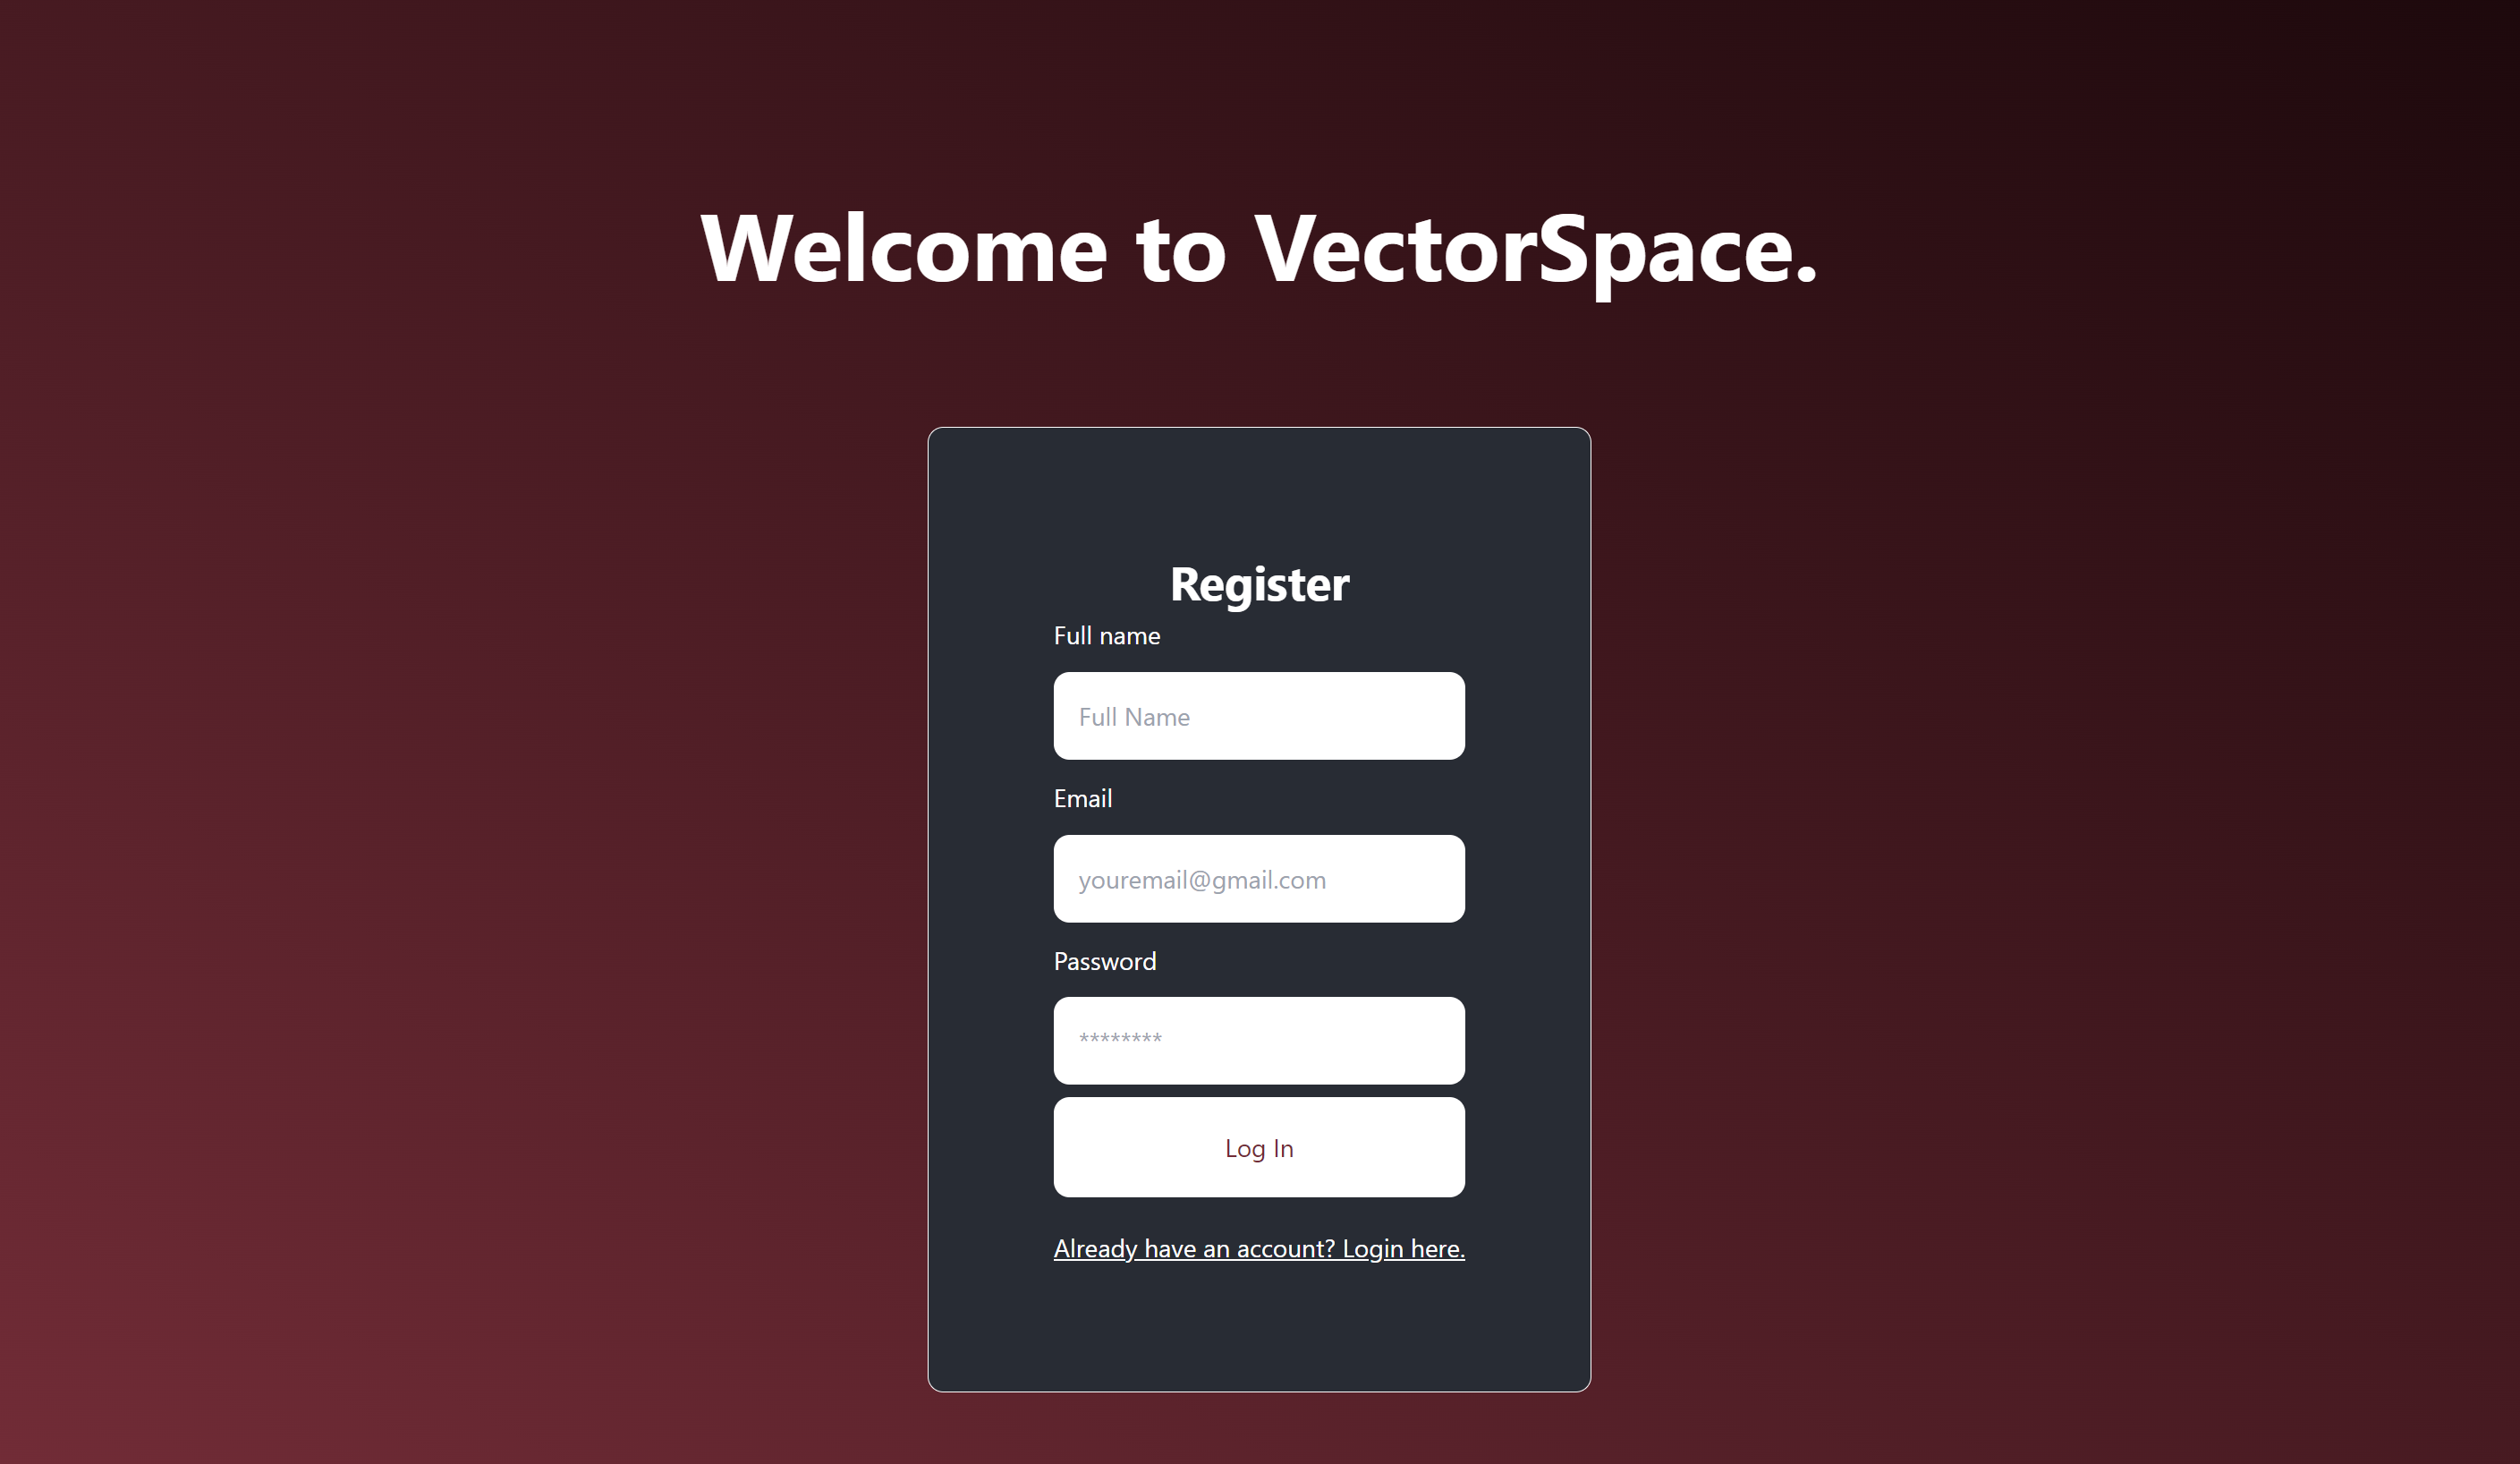 Welcome to VectorSpace.
Register
Full name
Full Name
Email
youremail@gmail.com
Password
********
Log In
Already have an account? Login here.